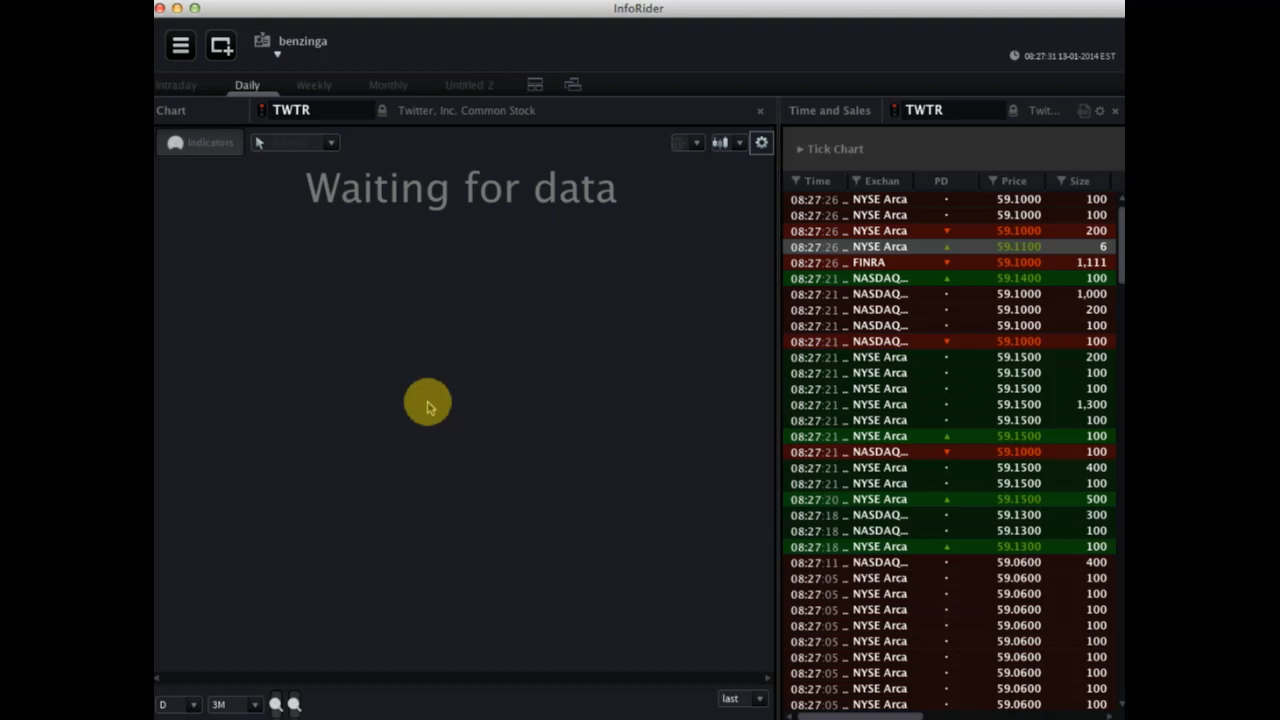 InfoRider
benzinga
08:27:31 13-01-2014 EST
Intraday Daily Weekly Monthly Untitled 2
Chart TWTR Twitter, Inc. Common Stock
Time and Sales TWTR Twit...
Indicators
Tick Chart
Waiting for data
Time Exchan PD Price Size
08:27:26 _ NYSE Arca 59.1000 100
08:27:26 _ NYSE Arca 59.1000 100
08:27:26 _ NYSE Arca 59.1000 200
08:27:26 _ NYSE Arca 59.1100 6
08:27:26 _ FINRA 59.1000 1,111
08:27:21 _ NASDAQ... 59.1400 100
08:27:21 _ NASDAQ... 59.1000 1,000
08:27:21 _ NASDAQ... 59.1000 200
08:27:21 _ NASDAQ... 59.1000 100
08:27:21 _ NASDAQ... 59.1000 100
08:27:21 _ NYSE Arca 59.1500 200
08:27:21 _ NYSE Arca 59.1500 100
08:27:21 _ NYSE Arca 59.1500 100
08:27:21 _ NYSE Arca 59.1500 1,300
08:27:21 _ NYSE Arca 59.1500 100
08:27:21 _ NYSE Arca 59.1500 100
08:27:21 _ NASDAQ... 59.1000 100
08:27:21 _ NYSE Arca 59.1500 400
08:27:21 _ NYSE Arca 59.1500 100
08:27:20 _ NYSE Arca 59.1500 500
08:27:18 _ NASDAQ... 59.1300 300
08:27:18 _ NASDAQ... 59.1300 100
08:27:18 _ NYSE Arca 59.1300 100
08:27:11 _ NASDAQ... 59.0600 400
08:27:05 _ NYSE Arca 59.0600 100
08:27:05 _ NYSE Arca 59.0600 100
08:27:05 _ NYSE Arca 59.0600 100
08:27:05 _ NYSE Arca 59.0600 100
08:27:05 _ NYSE Arca 59.0600 100
08:27:05 _ NYSE Arca 59.0600 100
08:27:05 _ NYSE Arca 59.0600 100
08:27:05 _ NYSE Arca 59.0600 100
08:27:05 _ NYSE Arca 59.0600 100
D 3M last